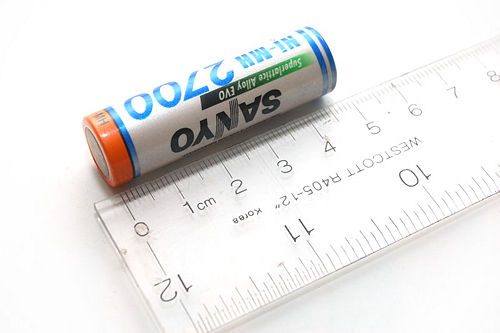 Ni-MH 2700
SANYO
Superlattice Alloy EVO
0 1cm 2 3 4 5 6 7 8
WESTCOTT R405-12" Korea
12 11 10